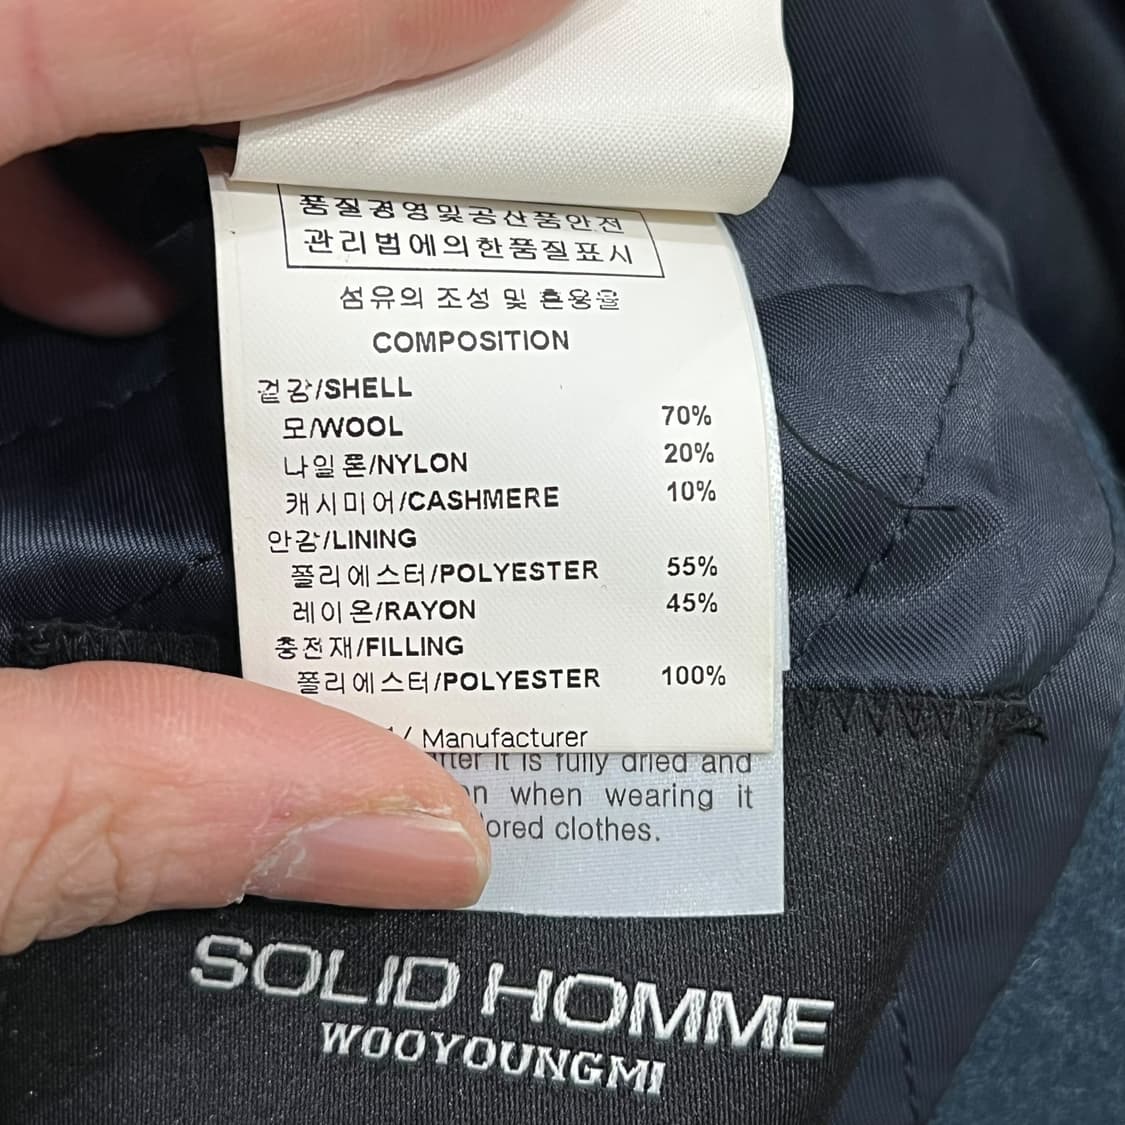 품질경영및공산품안전
관리법에의한품질표시
섬유의 조성 및 혼용율
COMPOSITION
겉감/SHELL
모/WOOL 70%
나일론/NYLON 20%
캐시미어/CASHMERE 10%
안감/LINING
폴리에스터/POLYESTER 55%
레이온/RAYON 45%
충전재/FILLING
폴리에스터/POLYESTER 100%
/ Manufacturer
it is fully dried and
when wearing it
clothes.
SOLID HOMME
WOOYOUNGMI